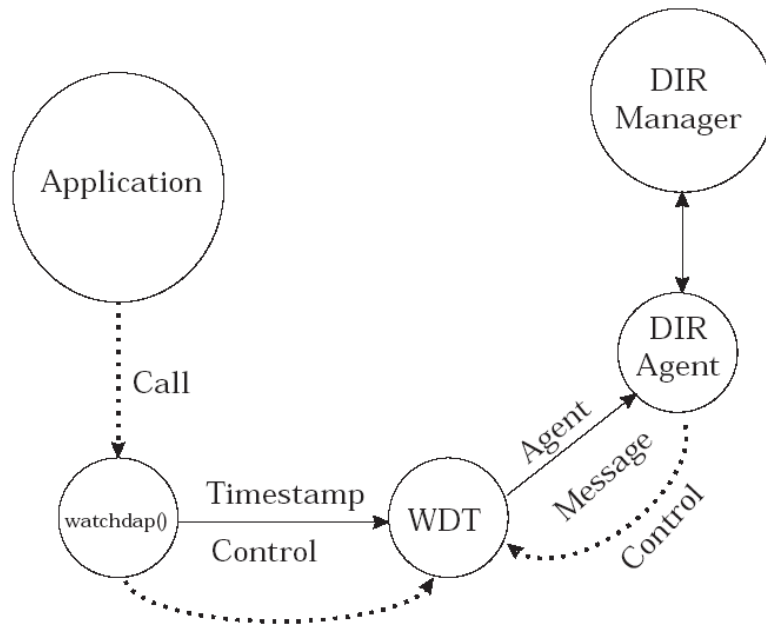 DIR
Manager
Application
DIR
Agent
Call
Agent
Message
Control
Timestamp
watchdap()
WDT
Control